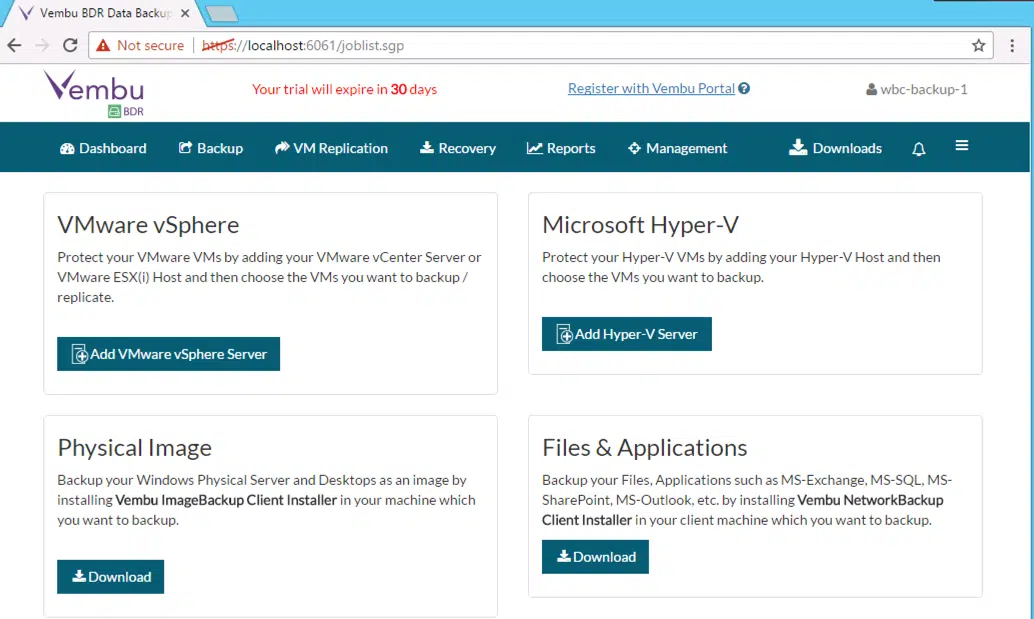 Vembu BDR Data Backup
Not secure | https://localhost:6061/joblist.sgp
Vembu
BDR
Your trial will expire in 30 days
Register with Vembu Portal
wbc-backup-1
Dashboard Backup VM Replication Recovery Reports Management Downloads
VMware vSphere
Protect your VMware VMs by adding your VMware vCenter Server or
VMware ESX(i) Host and then choose the VMs you want to backup /
replicate.
Add VMware vSphere Server
Microsoft Hyper-V
Protect your Hyper-V VMs by adding your Hyper-V Host and then
choose the VMs you want to backup.
Add Hyper-V Server
Physical Image
Backup your Windows Physical Server and Desktops as an image by
installing Vembu ImageBackup Client Installer in your machine which
you want to backup.
Download
Files & Applications
Backup your Files, Applications such as MS-Exchange, MS-SQL, MS-
SharePoint, MS-Outlook, etc. by installing Vembu NetworkBackup
Client Installer in your client machine which you want to backup.
Download